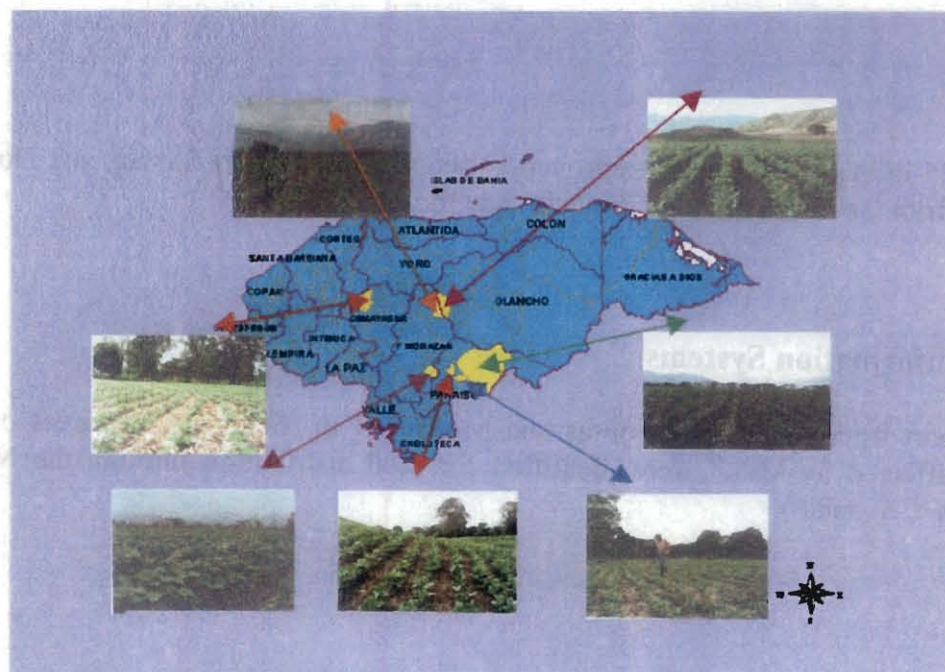 ISLAS DE BAHIA
COLON
ATLANTIDA
CORTES
SANTA BARBARA
YORO
GRACIAS A DIOS
COPAN
OLANCHO
COMAYAGUA
INTIBUCA
F MORAZAN
LEMPIRA
LA PAZ
PARAISO
VALLE
CHOLUTECA
N
W
E
S